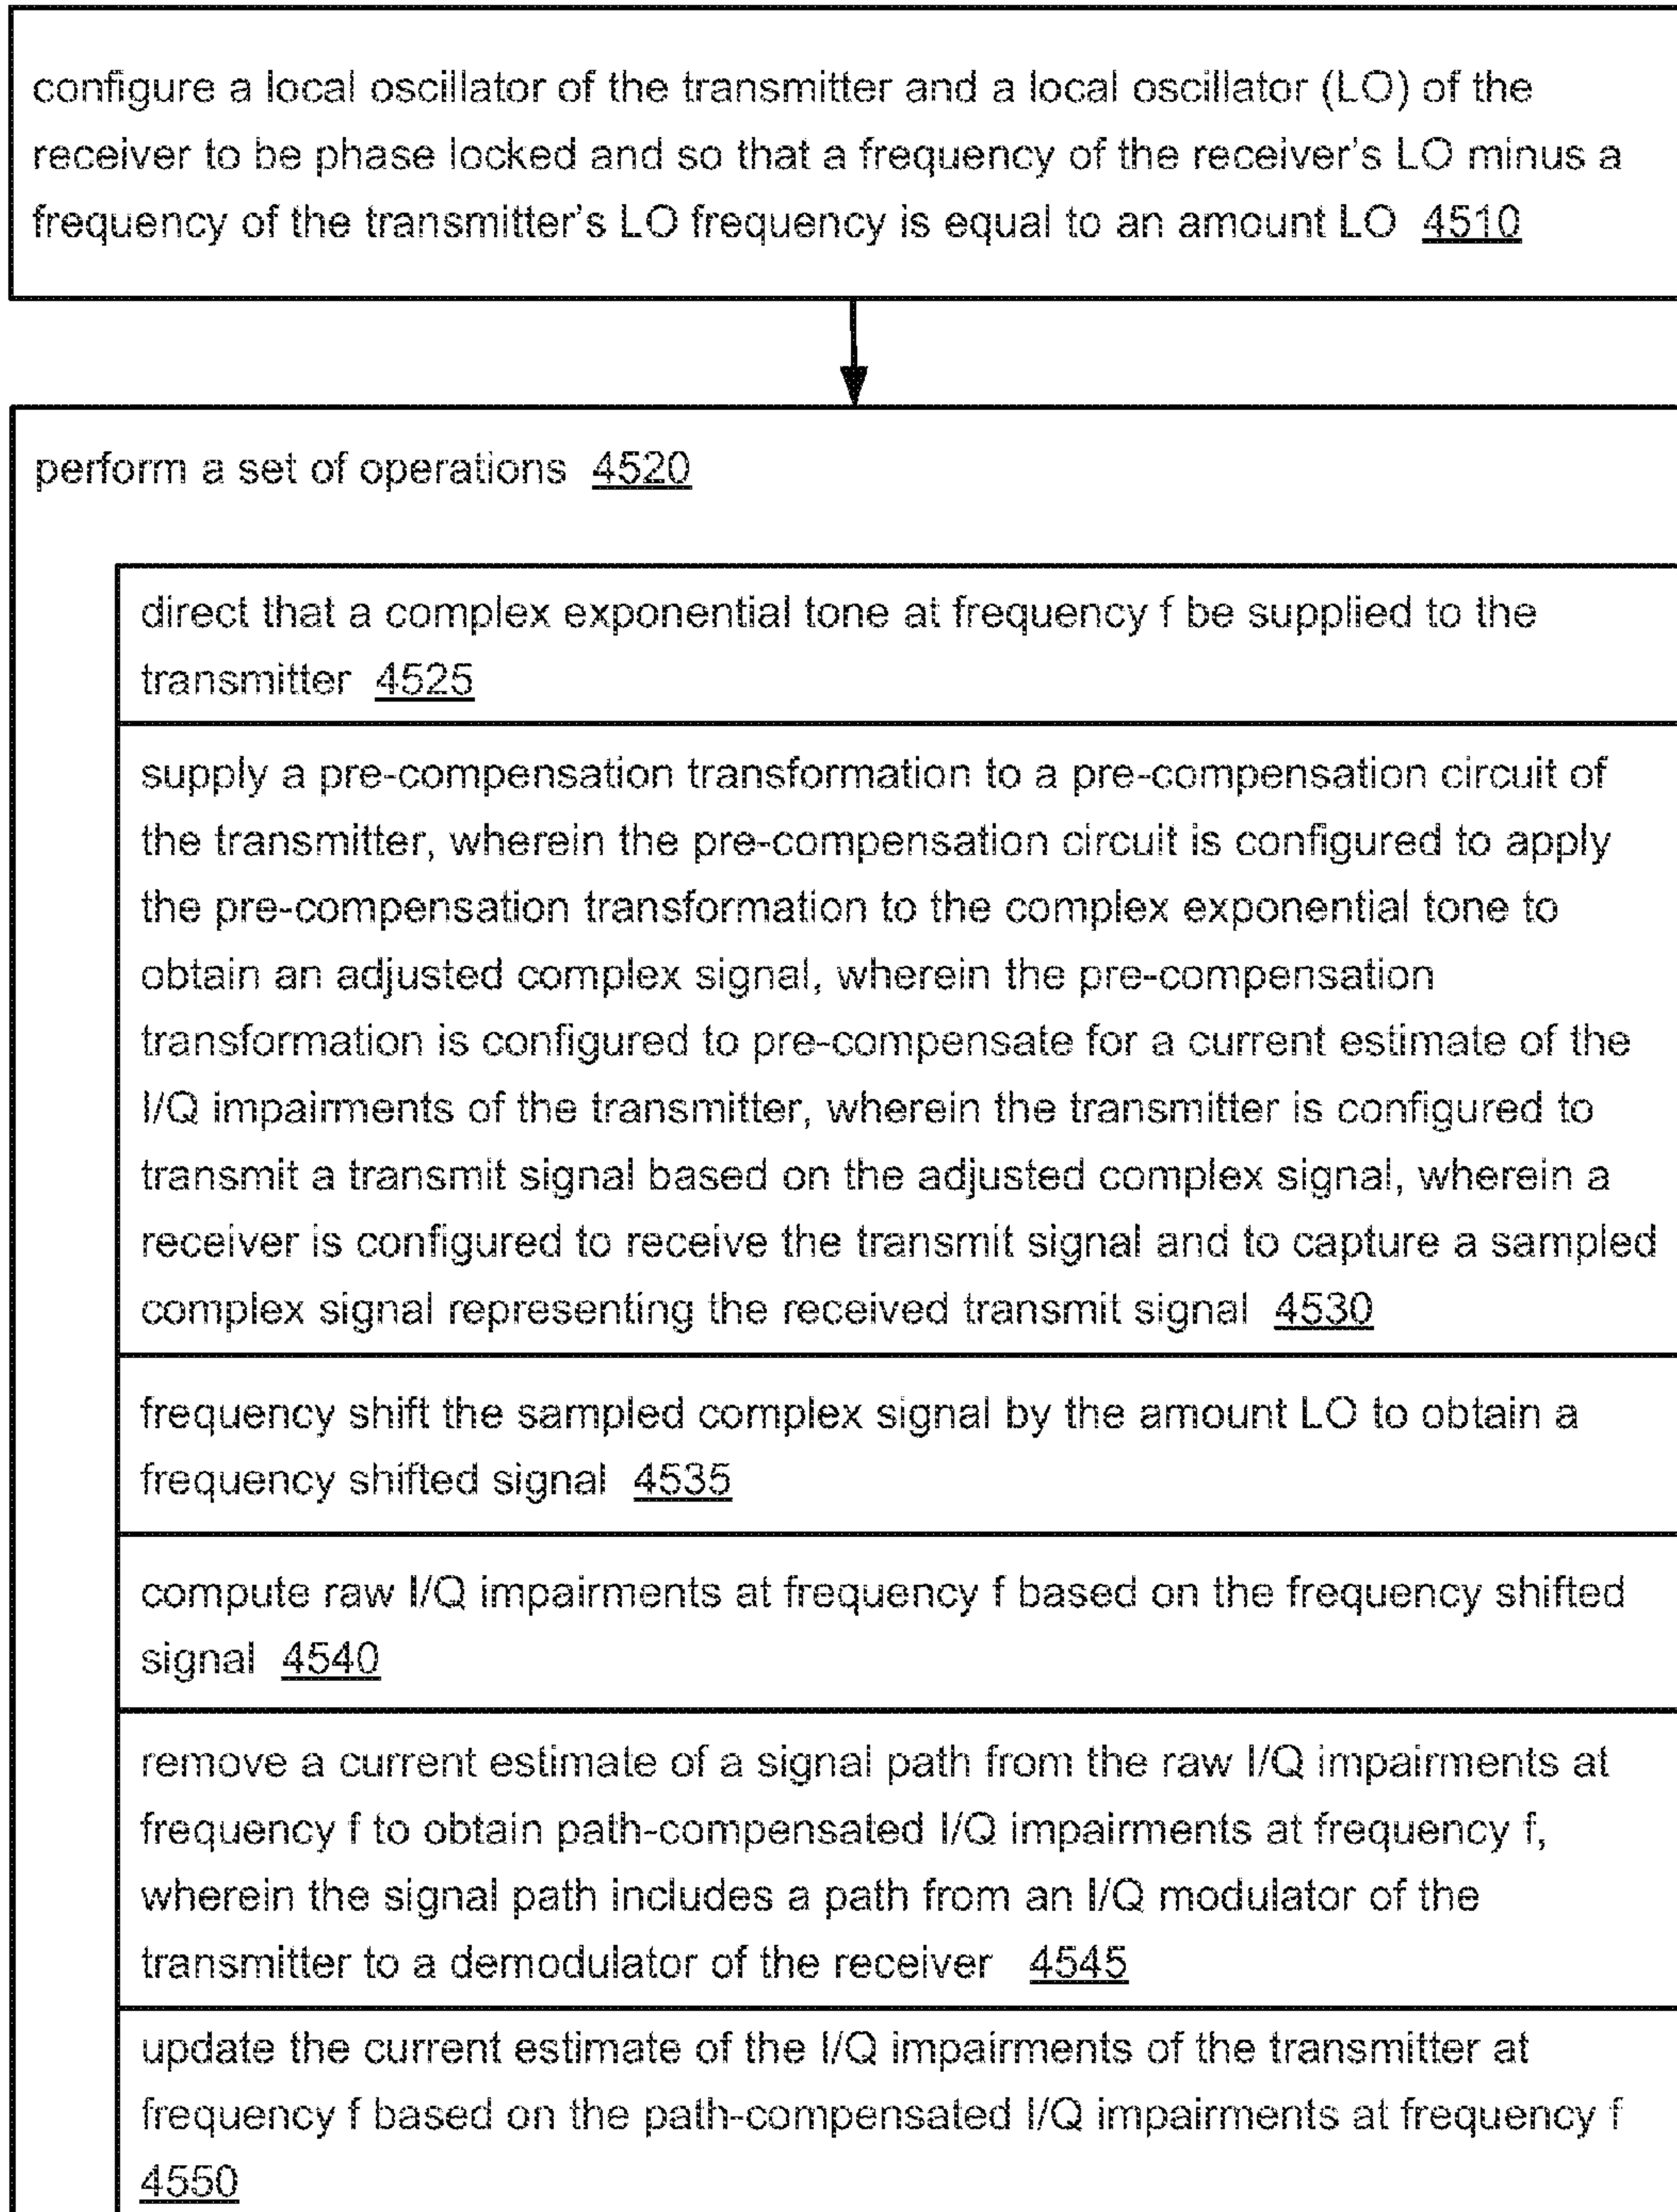 configure a local oscillator of the transmitter and a local oscillator (LO) of the
receiver to be phase locked and so that a frequency of the receiver's LO minus a
frequency of the transmitter's LO frequency is equal to an amount LO 4510
perform a set of operations 4520
direct that a complex exponential tone at frequency f be supplied to the
transmitter 4525
supply a pre-compensation transformation to a pre-compensation circuit of
the transmitter, wherein the pre-compensation circuit is configured to apply
the pre-compensation transformation to the complex exponential tone to
obtain an adjusted complex signal, wherein the pre-compensation
transformation is configured to pre-compensate for a current estimate of the
I/Q impairments of the transmitter, wherein the transmitter is configured to
transmit a transmit signal based on the adjusted complex signal, wherein a
receiver is configured to receive the transmit signal and to capture a sampled
complex signal representing the received transmit signal 4530
frequency shift the sampled complex signal by the amount LO to obtain a
frequency shifted signal 4535
compute raw I/Q impairments at frequency f based on the frequency shifted
signal 4540
remove a current estimate of a signal path from the raw I/Q impairments at
frequency f to obtain path-compensated I/Q impairments at frequency f,
wherein the signal path includes a path from an I/Q modulator of the
transmitter to a demodulator of the receiver 4545
update the current estimate of the I/Q impairments of the transmitter at
frequency f based on the path-compensated I/Q impairments at frequency f
4550